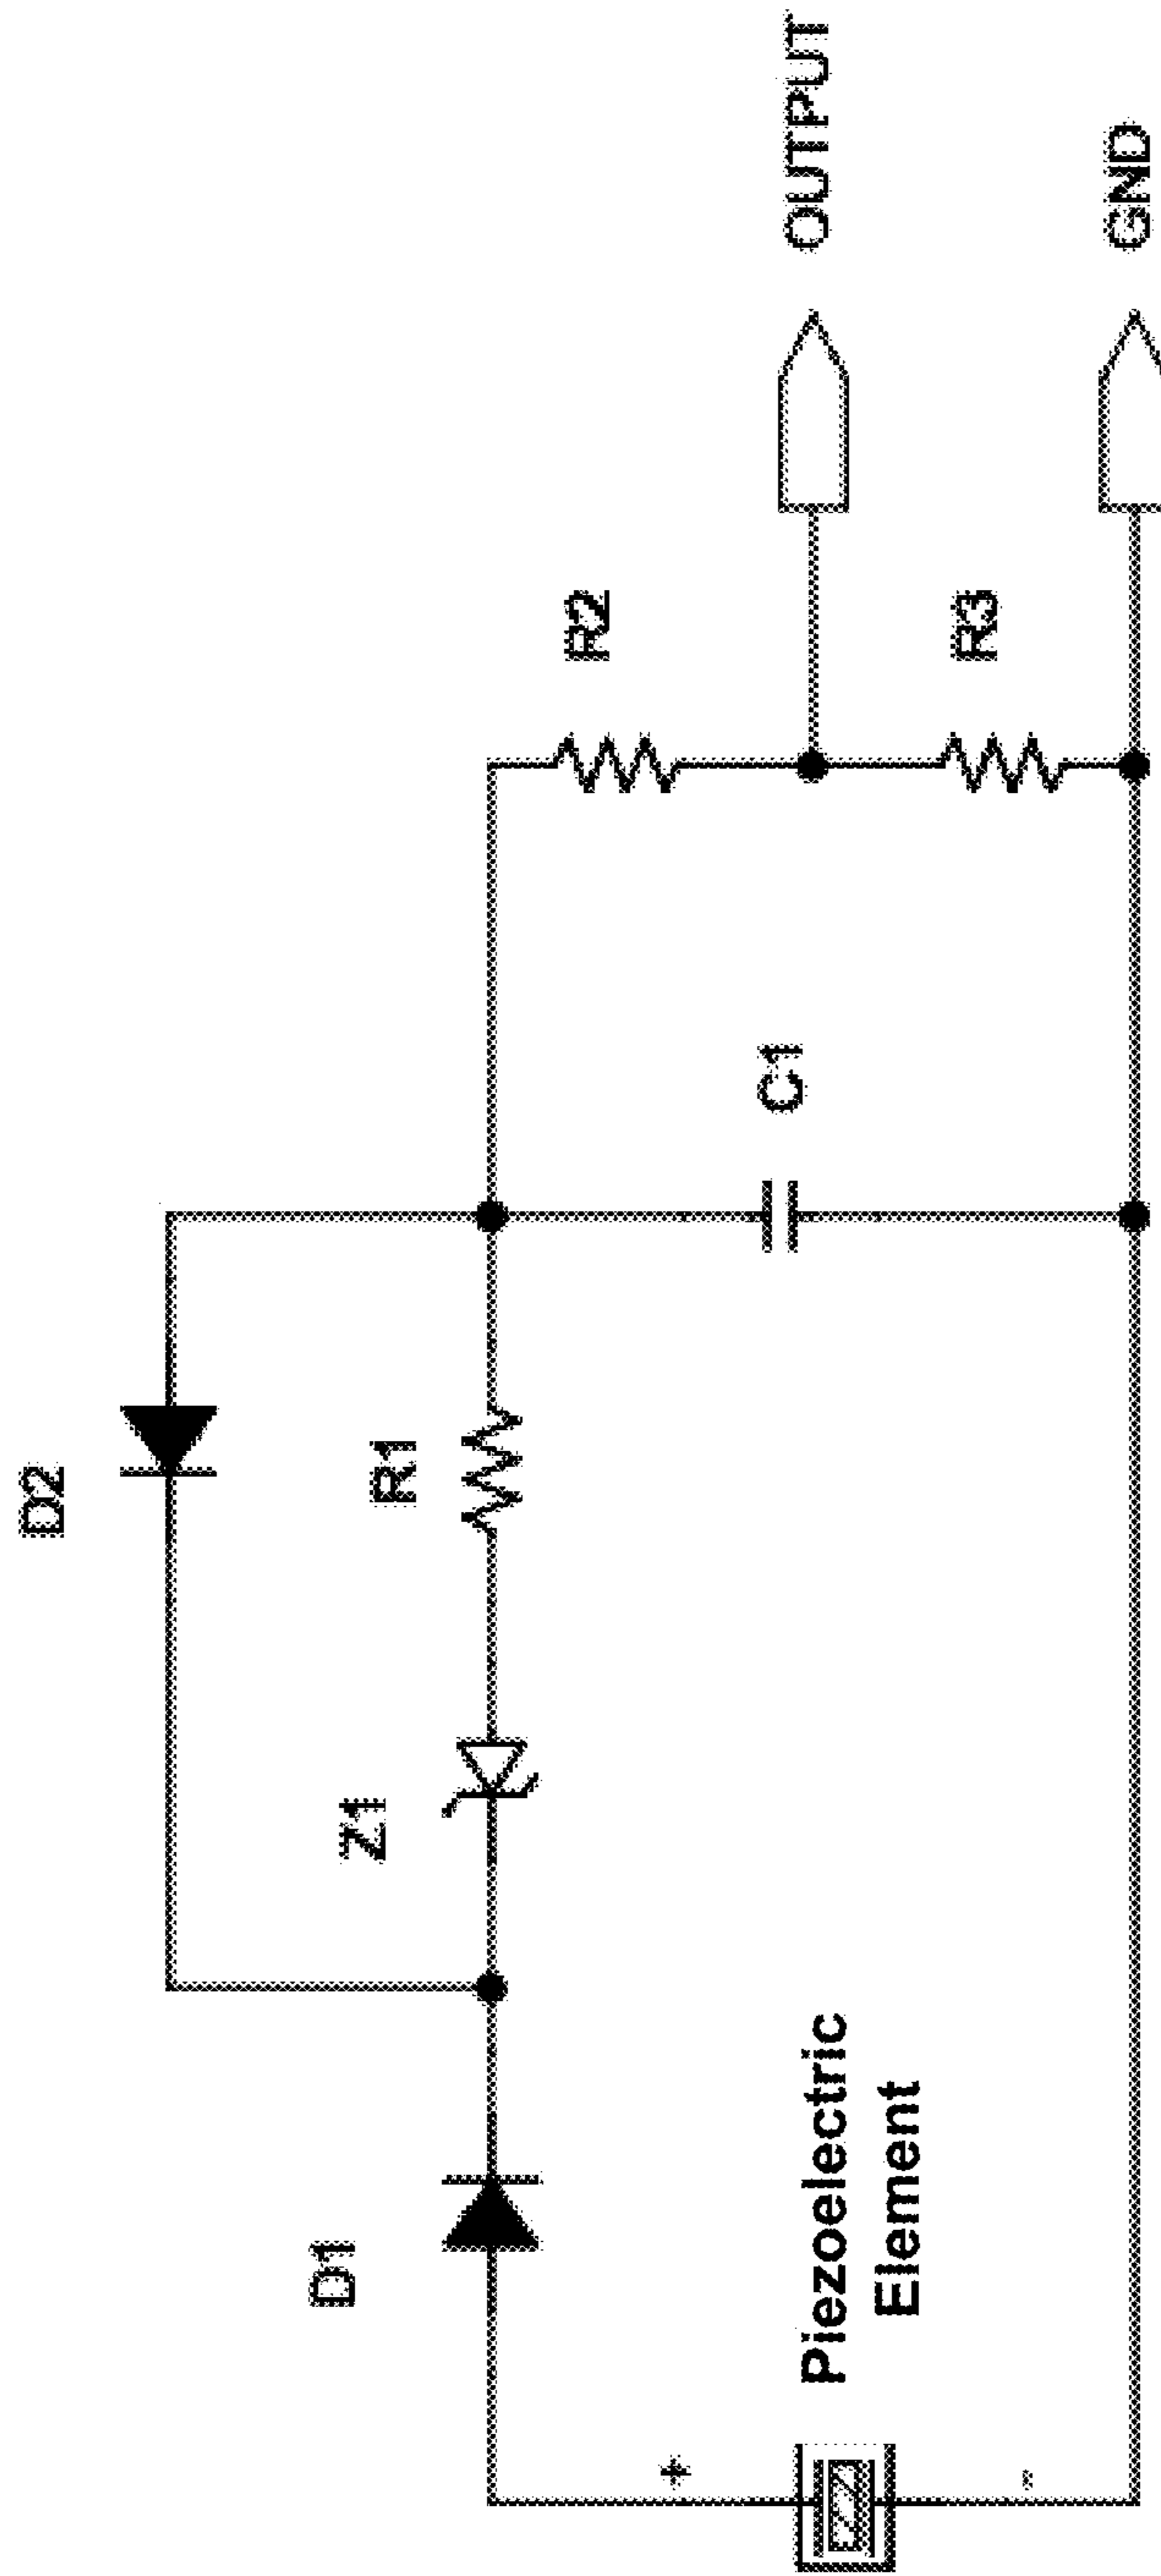 D2
D1
Z1
R1
R2
OUTPUT
C1
+
Piezoelectric
Element
R3
-
GND